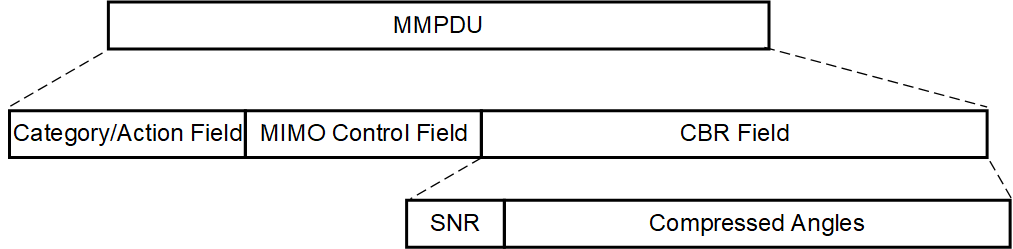 MMPDU
Category/Action Field
MIMO Control Field
CBR Field
SNR
Compressed Angles